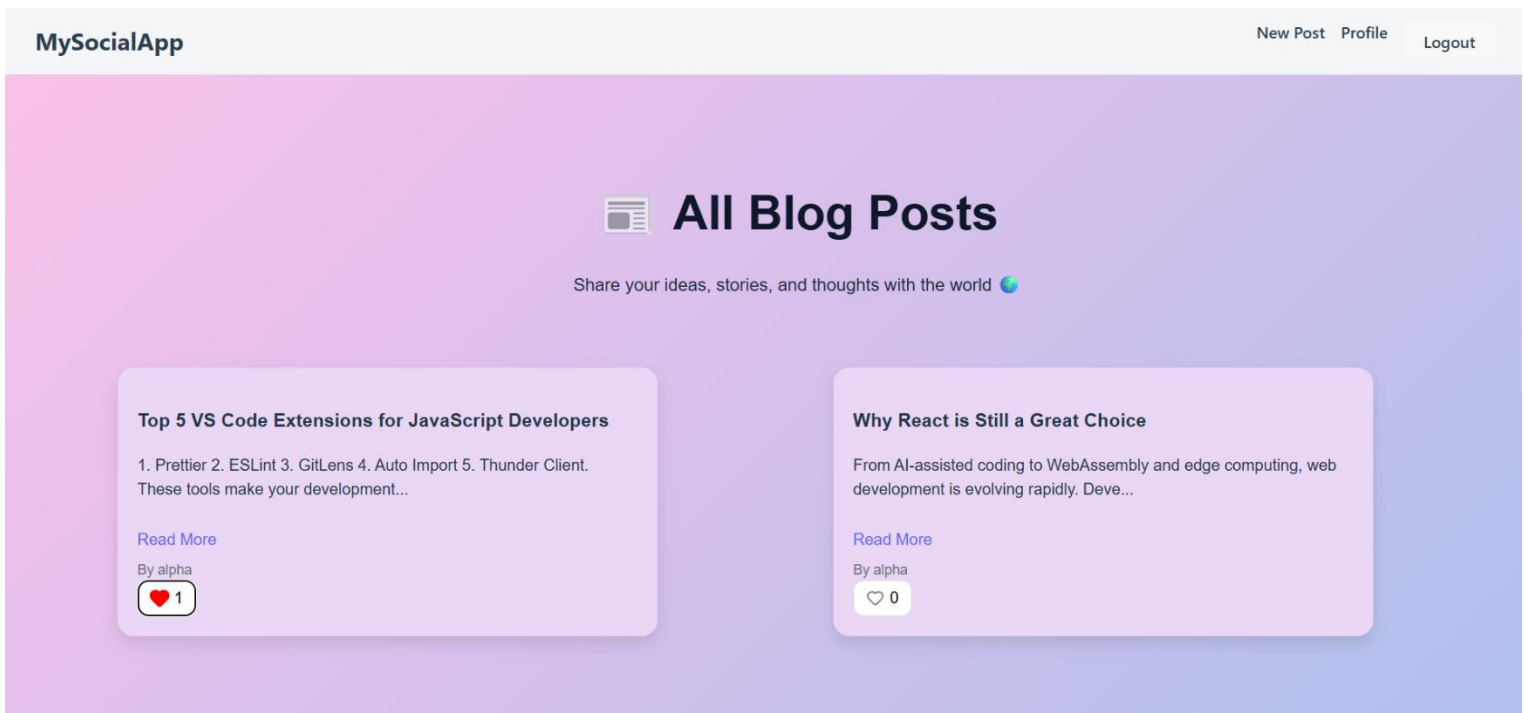 MySocialApp
New Post Profile Logout
All Blog Posts
Share your ideas, stories, and thoughts with the world
Top 5 VS Code Extensions for JavaScript Developers
1. Prettier 2. ESLint 3. GitLens 4. Auto Import 5. Thunder Client.
These tools make your development...
Read More
By alpha
1
Why React is Still a Great Choice
From AI-assisted coding to WebAssembly and edge computing, web
development is evolving rapidly. Deve...
Read More
By alpha
0